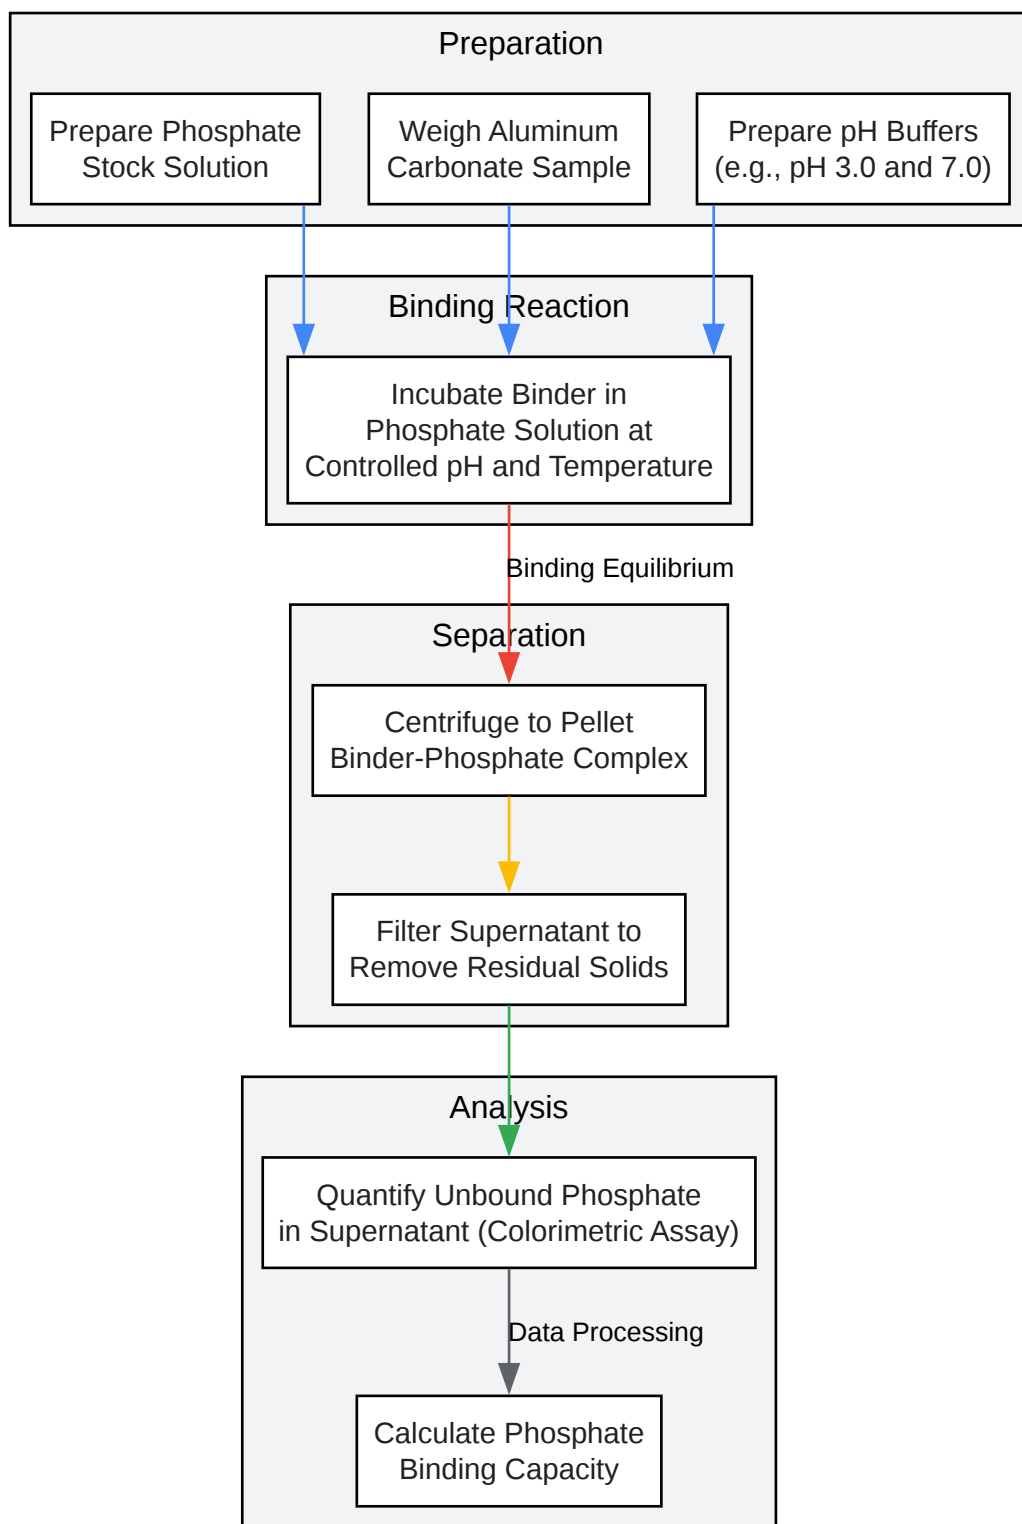 Preparation
Prepare Phosphate
Stock Solution
Weigh Aluminum
Carbonate Sample
Prepare pH Buffers
(e.g., pH 3.0 and 7.0)
Binding Reaction
Incubate Binder in
Phosphate Solution at
Controlled pH and Temperature
Binding Equilibrium
Separation
Centrifuge to Pellet
Binder-Phosphate Complex
Filter Supernatant to
Remove Residual Solids
Analysis
Quantify Unbound Phosphate
in Supernatant (Colorimetric Assay)
Data Processing
Calculate Phosphate
Binding Capacity